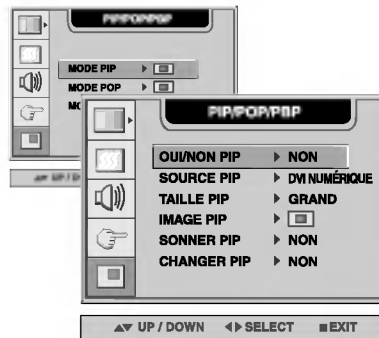 PIP/POP/PBP
MODE PIP
MODE POP
PIP/POP/PBP
OUI/NON PIP NON
SOURCE PIP DVI NUMÉRIQUE
TAILLE PIP GRAND
IMAGE PIP
SONNER PIP NON
CHANGER PIP NON
UP / DOWN SELECT EXIT